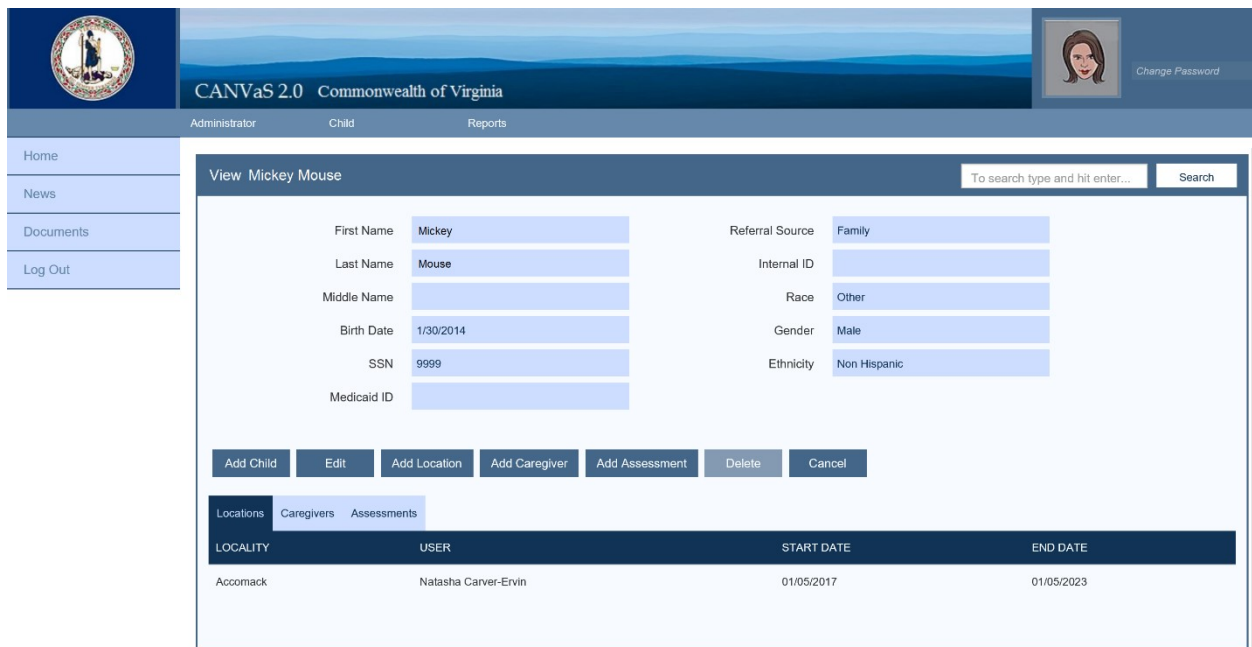 CANVaS 2.0 Commonwealth of Virginia
Change Password
Administrator Child Reports
Home
News
Documents
Log Out
View Mickey Mouse
To search type and hit enter...
Search
First Name Mickey
Last Name Mouse
Middle Name
Birth Date 1/30/2014
SSN 9999
Medicaid ID
Referral Source Family
Internal ID
Race Other
Gender Male
Ethnicity Non Hispanic
Add Child Edit Add Location Add Caregiver Add Assessment Delete Cancel
Locations Caregivers Assessments
LOCALITY USER START DATE END DATE
Accomack Natasha Carver-Ervin 01/05/2017 01/05/2023